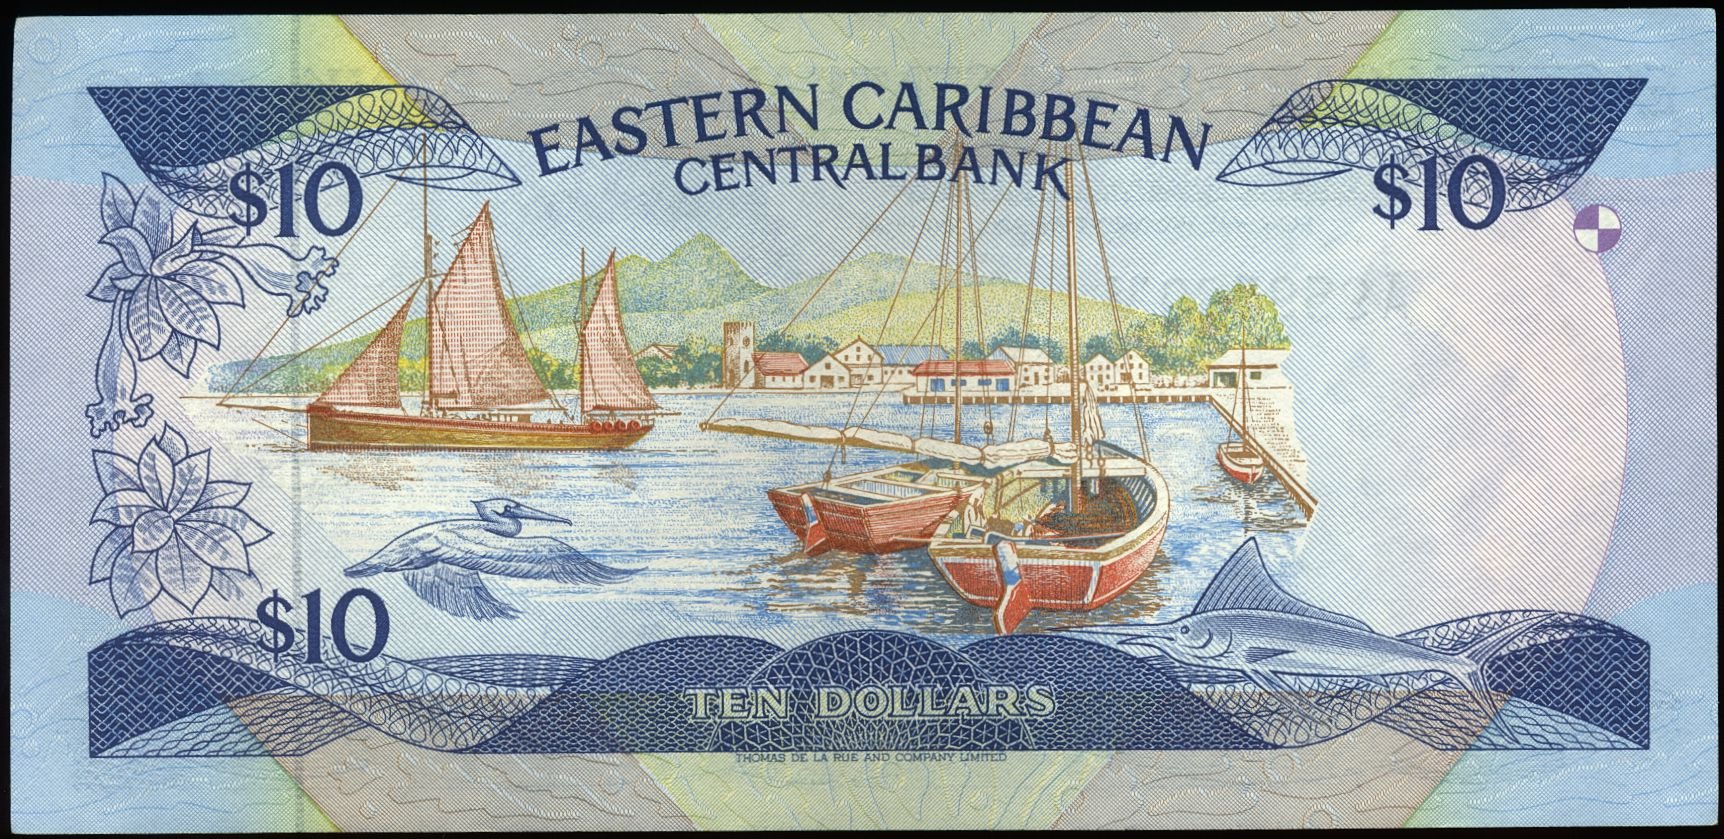 EASTERN CARIBBEAN
CENTRAL BANK
$10
$10
$10
TEN DOLLARS
THOMAS DE LA RUE AND COMPANY LIMITED